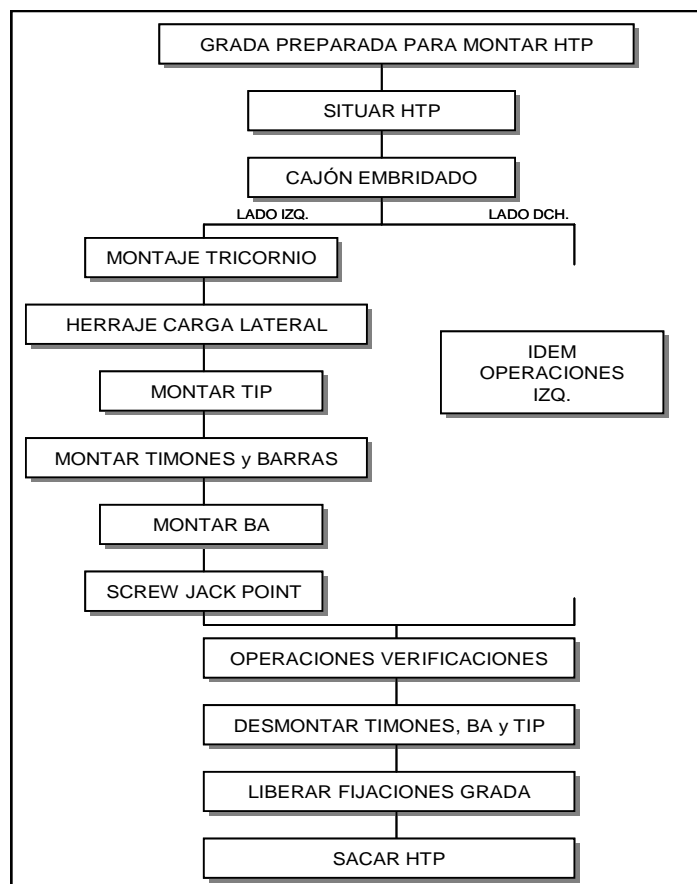 GRADA PREPARADA PARA MONTAR HTP
SITUAR HTP
CAJÓN EMBRIDADO
LADO IZQ.
LADO DCH.
MONTAJE TRICORNIO
HERRAJE CARGA LATERAL
MONTAR TIP
MONTAR TIMONES y BARRAS
MONTAR BA
SCREW JACK POINT
IDEM
OPERACIONES
IZQ.
OPERACIONES VERIFICACIONES
DESMONTAR TIMONES, BA y TIP
LIBERAR FIJACIONES GRADA
SACAR HTP